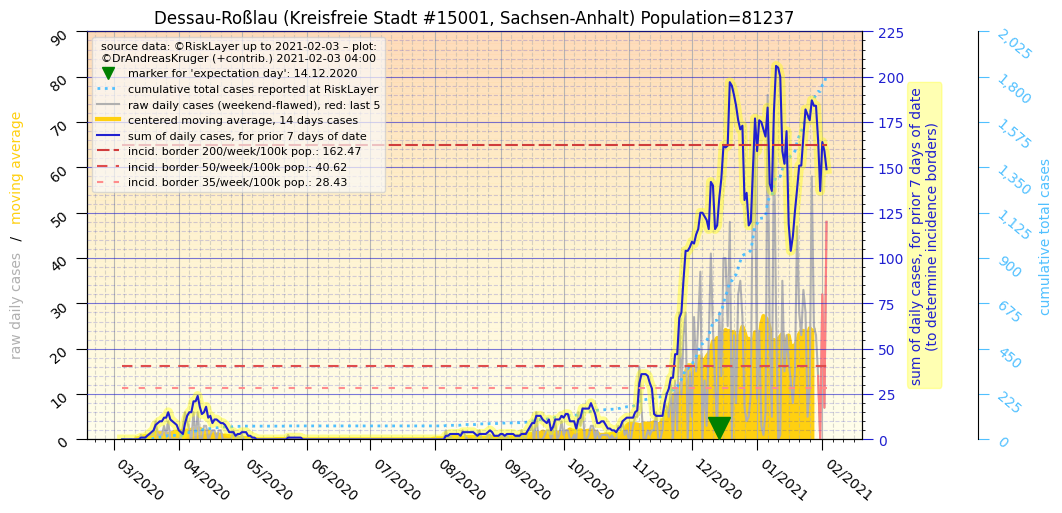 Dessau-Roßlau (Kreisfreie Stadt #15001, Sachsen-Anhalt) Population=81237
source data: ©RiskLayer up to 2021-02-03 – plot:
©DrAndreasKruger (+contrib.) 2021-02-03 04:00
marker for 'expectation day': 14.12.2020
cumulative total cases reported at RiskLayer
raw daily cases (weekend-flawed), red: last 5
centered moving average, 14 days cases
sum of daily cases, for prior 7 days of date
incid. border 200/week/100k pop.: 162.47
incid. border 50/week/100k pop.: 40.62
incid. border 35/week/100k pop.: 28.43
raw daily cases / moving average
90
80
70
60
50
40
30
20
10
0
03/2020
04/2020
05/2020
06/2020
07/2020
08/2020
09/2020
10/2020
11/2020
12/2020
01/2021
02/2021
225
200
175
150
125
100
75
50
25
0
sum of daily cases, for prior 7 days of date
(to determine incidence borders)
2,025
1,800
1,575
1,350
1,125
900
675
450
225
0
cumulative total cases